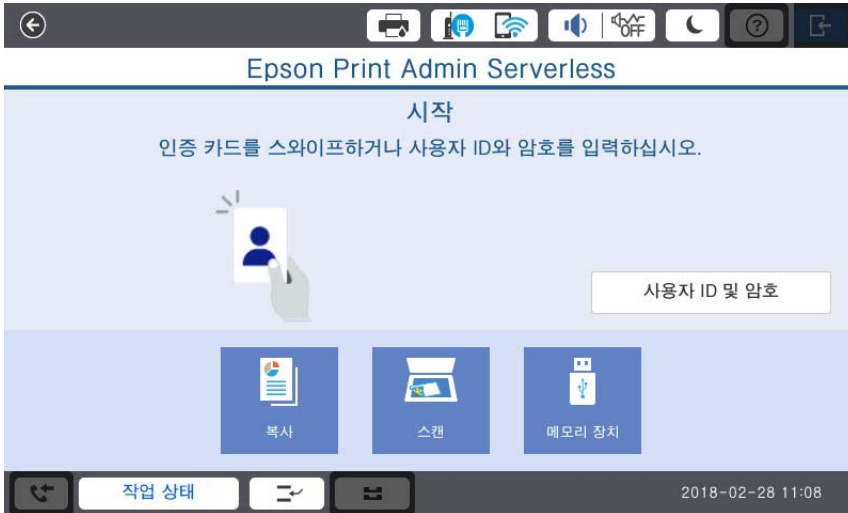 OFF
Epson Print Admin Serverless
시작
인증 카드를 스와이프하거나 사용자 ID와 암호를 입력하십시오.
사용자 ID 및 암호
복사
스캔
메모리 장치
작업 상태
2018-02-28 11:08